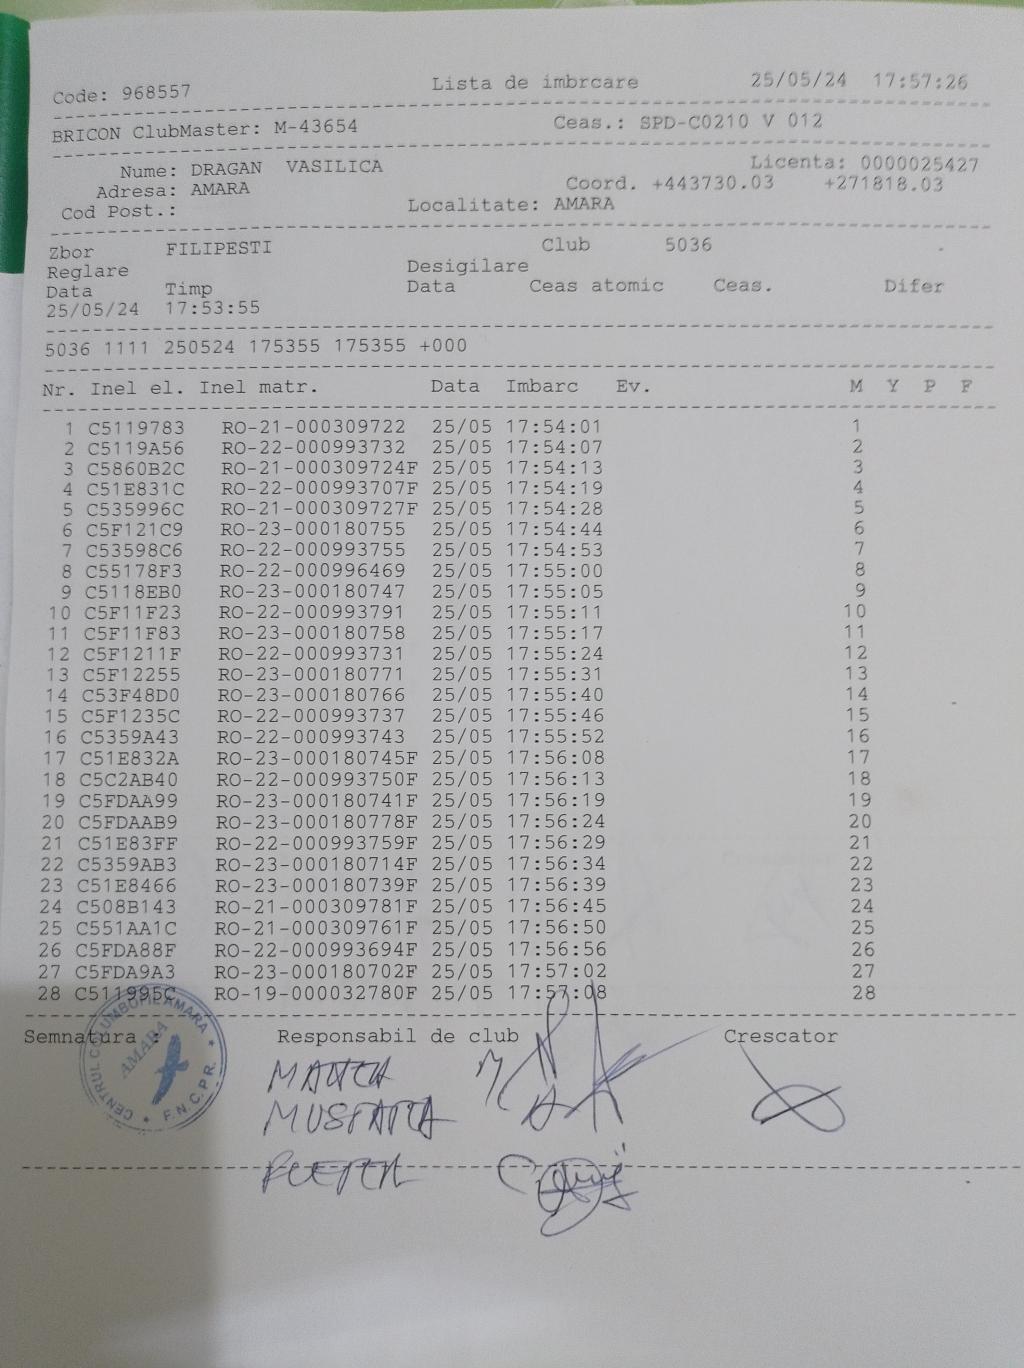 Code: 968557 Lista de imbrcare 25/05/24 17:57:26
BRICON ClubMaster: M-43654 Ceas.: SPD-C0210 V 012
Nume: DRAGAN VASILICA Licenta: 0000025427
Adresa: AMARA Coord. +443730.03 +271818.03
Cod Post.: Localitate: AMARA
Zbor FILIPESTI Club 5036
Reglare Desigilare
Data Timp Data Ceas atomic Ceas. Difer
25/05/24 17:53:55
5036 1111 250524 175355 175355 +000
Nr. Inel el. Inel matr. Data Imbarc Ev. M Y P F
1 C5119783 RO-21-000309722 25/05 17:54:01 1
2 C5119A56 RO-22-000993732 25/05 17:54:07 2
3 C5860B2C RO-21-000309724F 25/05 17:54:13 3
4 C51E831C RO-22-000993707F 25/05 17:54:19 4
5 C535996C RO-21-000309727F 25/05 17:54:28 5
6 C5F121C9 RO-23-000180755 25/05 17:54:44 6
7 C53598C6 RO-22-000993755 25/05 17:54:53 7
8 C55178F3 RO-22-000996469 25/05 17:55:00 8
9 C5118EB0 RO-23-000180747 25/05 17:55:05 9
10 C5F11F23 RO-22-000993791 25/05 17:55:11 10
11 C5F11F83 RO-23-000180758 25/05 17:55:17 11
12 C5F1211F RO-22-000993731 25/05 17:55:24 12
13 C5F12255 RO-23-000180771 25/05 17:55:31 13
14 C53F48D0 RO-23-000180766 25/05 17:55:40 14
15 C5F1235C RO-22-000993737 25/05 17:55:46 15
16 C5359A43 RO-22-000993743 25/05 17:55:52 16
17 C51E832A RO-23-000180745F 25/05 17:56:08 17
18 C5C2AB40 RO-22-000993750F 25/05 17:56:13 18
19 C5FDAA99 RO-23-000180741F 25/05 17:56:19 19
20 C5FDAAB9 RO-23-000180778F 25/05 17:56:24 20
21 C51E83FF RO-22-000993759F 25/05 17:56:29 21
22 C5359AB3 RO-23-000180714F 25/05 17:56:34 22
23 C51E8466 RO-23-000180739F 25/05 17:56:39 23
24 C508B143 RO-21-000309781F 25/05 17:56:45 24
25 C551AA1C RO-21-000309761F 25/05 17:56:50 25
26 C5FDA88F RO-22-000993694F 25/05 17:56:56 26
27 C5FDA9A3 RO-23-000180702F 25/05 17:57:02 27
28 C511995C RO-19-000032780F 25/05 17:57:08 28
Semnatura : Responsabil de club Crescator
CENTRUL COLUMBOFIL AMARA
AMARA
* F.N.C.P.R. *
MUSTATA